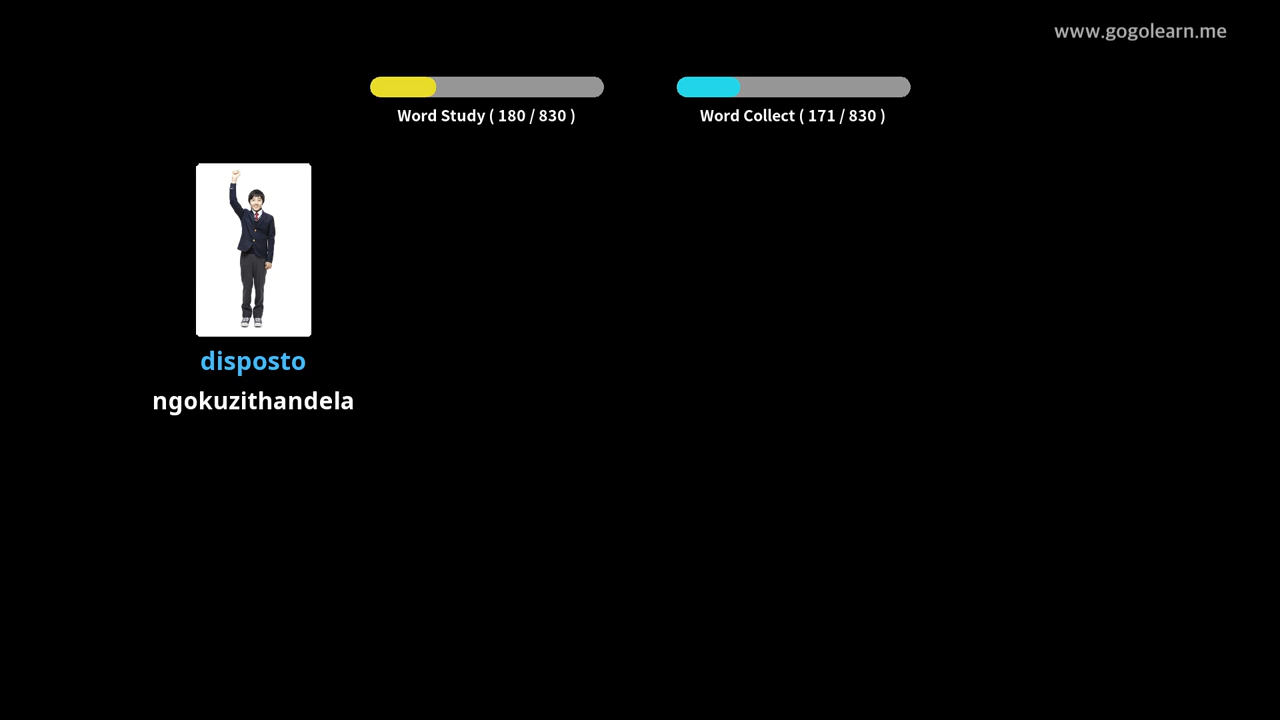 www.gogolearn.me
Word Study ( 180 / 830 )
Word Collect ( 171 / 830 )
disposto
ngokuzithandela